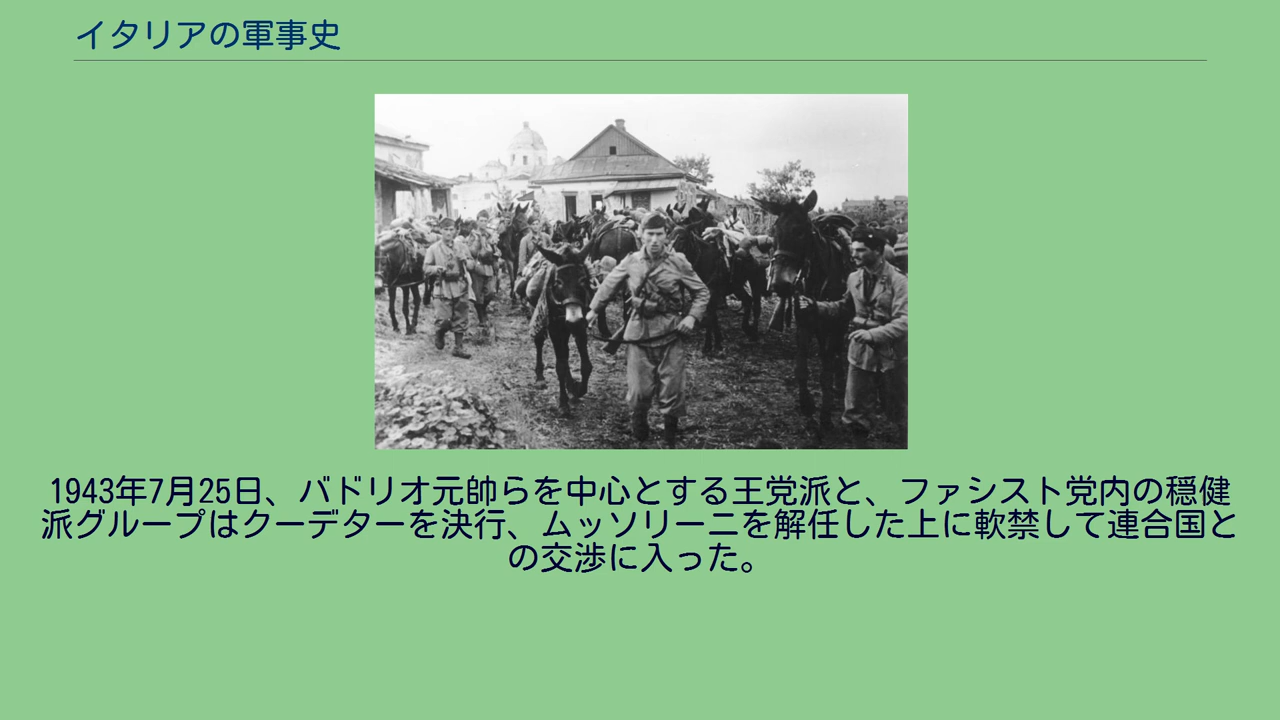 イタリアの軍事史
1943年7月25日、バドリオ元帥らを中心とする王党派と、ファシスト党内の穏健
派グループはクーデターを決行、ムッソリーニを解任した上に軟禁して連合国と
の交渉に入った。